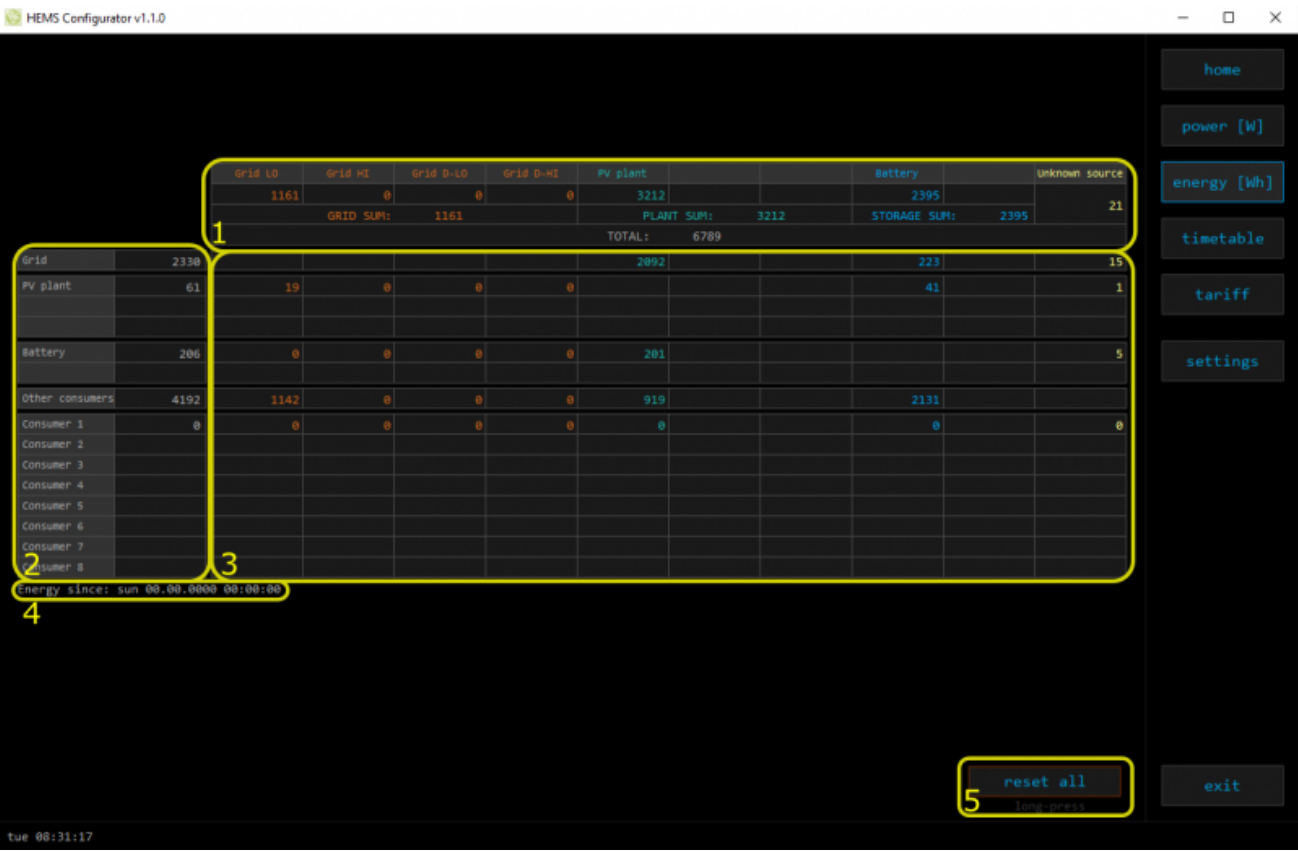 HEMS Configurator v1.1.0
home
power [W]
energy [Wh]
timetable
tariff
settings
exit
Grid LO Grid HI Grid D-LO Grid D-HI PV plant Battery Unknown source
1161 0 0 0 3212 2395 21
GRID SUM: 1161 PLANT SUM: 3212 STORAGE SUM: 2395
TOTAL: 6789
1
Grid 2330 2092 223 15
PV plant 61 19 0 0 0 41 1
Battery 206 0 0 0 0 201 5
Other consumers 4192 1142 0 0 0 919 2131
Consumer 1 0 0 0 0 0 0 0 0
Consumer 2
Consumer 3
Consumer 4
Consumer 5
Consumer 6
Consumer 7
Consumer 8
2 3
Energy since: sun 00.00.0000 00:00:00
4
reset all
5 long-press
tue 08:31:17